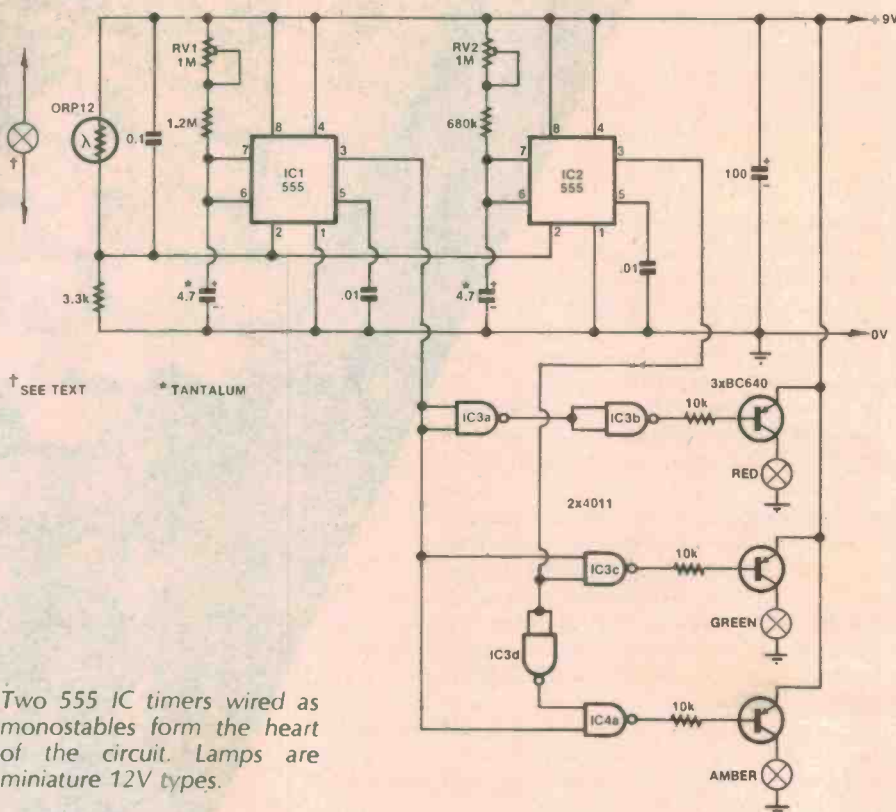 +9V
RV1
1M
RV2
1M
ORP12
0.1
1.2M
680k
8
4
8
4
7
3
7
3
IC1
555
IC2
555
100
+
-
6
5
6
5
†
2
1
2
1
3.3k
*
4.7
+
-
.01
*
4.7
+
-
.01
0V
† SEE TEXT
* TANTALUM
3xBC640
IC3a
IC3b
10k
RED
2x4011
IC3c
10k
GREEN
IC3d
IC4a
10k
AMBER
Two 555 IC timers wired as
monostables form the heart
of the circuit. Lamps are
miniature 12V types.
λ